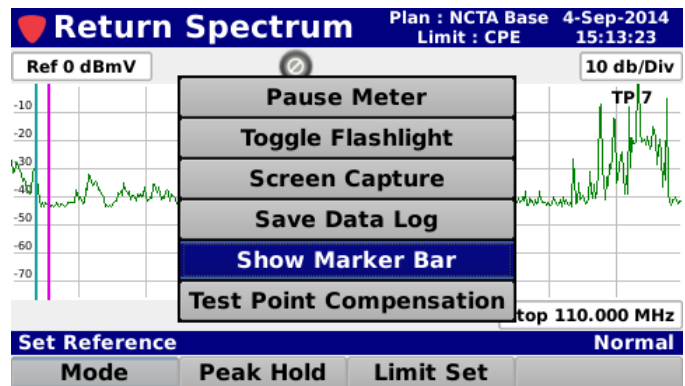 Return Spectrum
Plan : NCTA Base 4-Sep-2014
Limit : CPE 15:13:23
Ref 0 dBmV
10 db/Div
TP 7
-10
-20
-30
-40
-50
-60
-70
Pause Meter
Toggle Flashlight
Screen Capture
Save Data Log
Show Marker Bar
Test Point Compensation
top 110.000 MHz
Set Reference Normal
Mode Peak Hold Limit Set